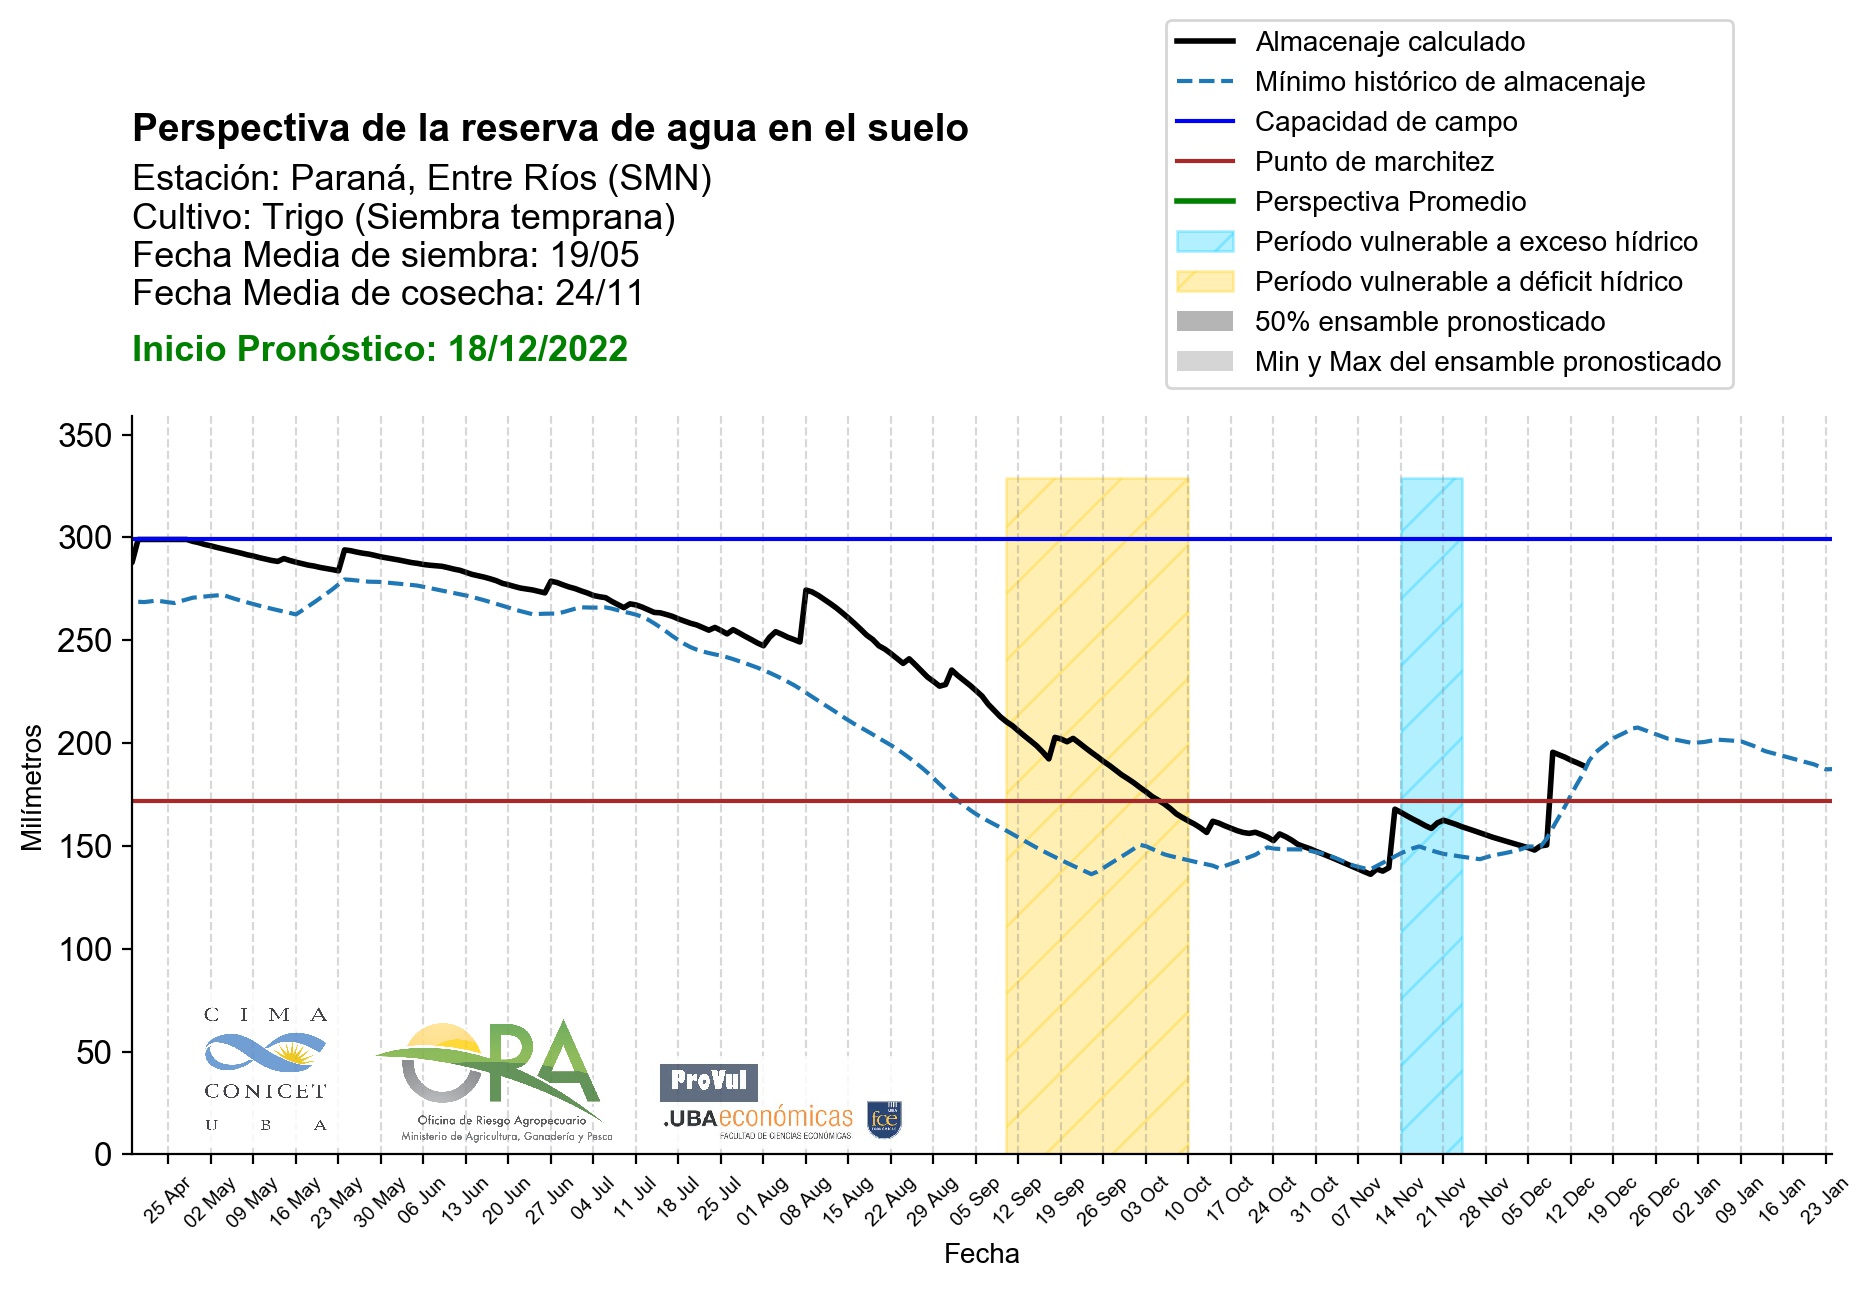 Almacenaje calculado
Mínimo histórico de almacenaje
Capacidad de campo
Punto de marchitez
Perspectiva Promedio
Período vulnerable a exceso hídrico
Período vulnerable a déficit hídrico
50% ensamble pronosticado
Min y Max del ensamble pronosticado
Perspectiva de la reserva de agua en el suelo
Estación: Paraná, Entre Ríos (SMN)
Cultivo: Trigo (Siembra temprana)
Fecha Media de siembra: 19/05
Fecha Media de cosecha: 24/11
Inicio Pronóstico: 18/12/2022
350
300
250
200
150
100
50
0
Milímetros
CIMA
CONICET
UBA
ORA
Oficina de Riesgo Agropecuario
Ministerio de Agricultura, Ganadería y Pesca
ProVul
.UBAeconómicas
FACULTAD DE CIENCIAS ECONÓMICAS
UBA
fce
ECONÓMICAS
25 Apr
02 May
09 May
16 May
23 May
30 May
06 Jun
13 Jun
20 Jun
27 Jun
04 Jul
11 Jul
18 Jul
25 Jul
01 Aug
08 Aug
15 Aug
22 Aug
29 Aug
05 Sep
12 Sep
19 Sep
26 Sep
03 Oct
10 Oct
17 Oct
24 Oct
31 Oct
07 Nov
14 Nov
21 Nov
28 Nov
05 Dec
12 Dec
19 Dec
26 Dec
02 Jan
09 Jan
16 Jan
23 Jan
Fecha